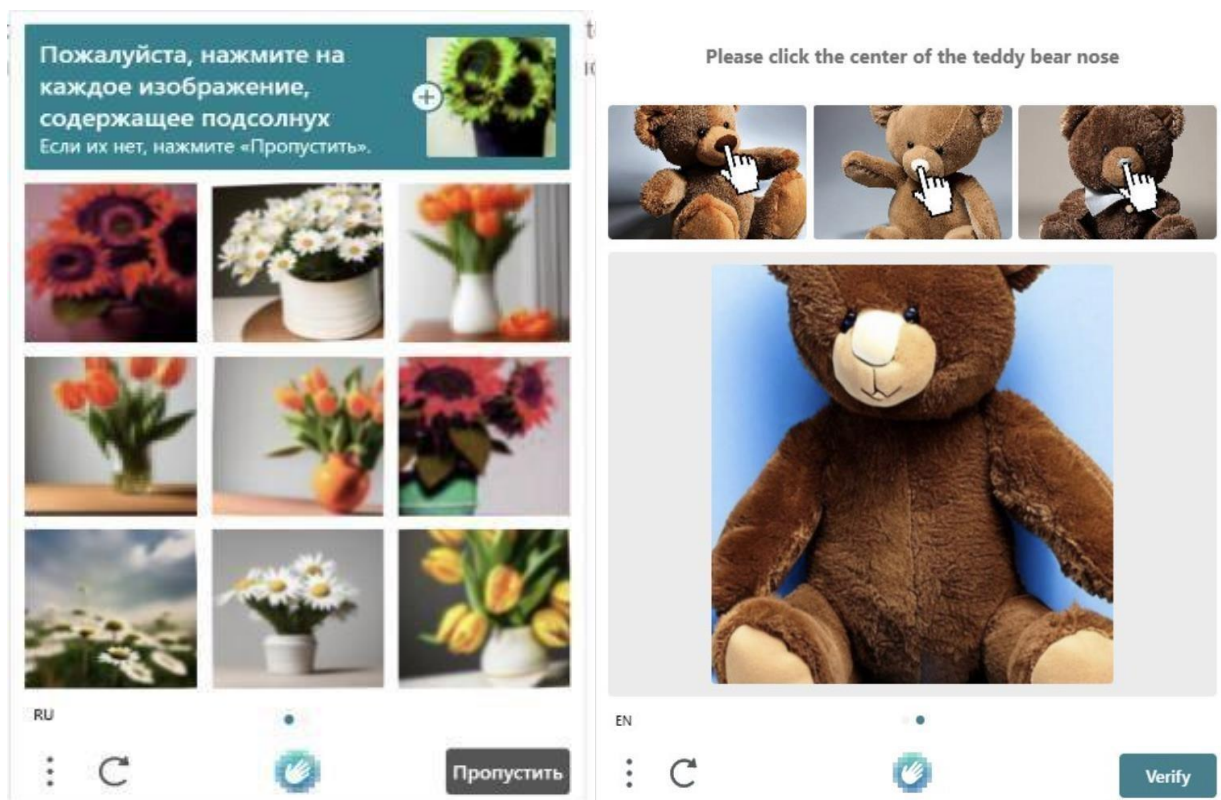 Пожалуйста, нажмите на
каждое изображение,
содержащее подсолнух
Если их нет, нажмите «Пропустить».
RU
Пропустить
Please click the center of the teddy bear nose
EN
Verify